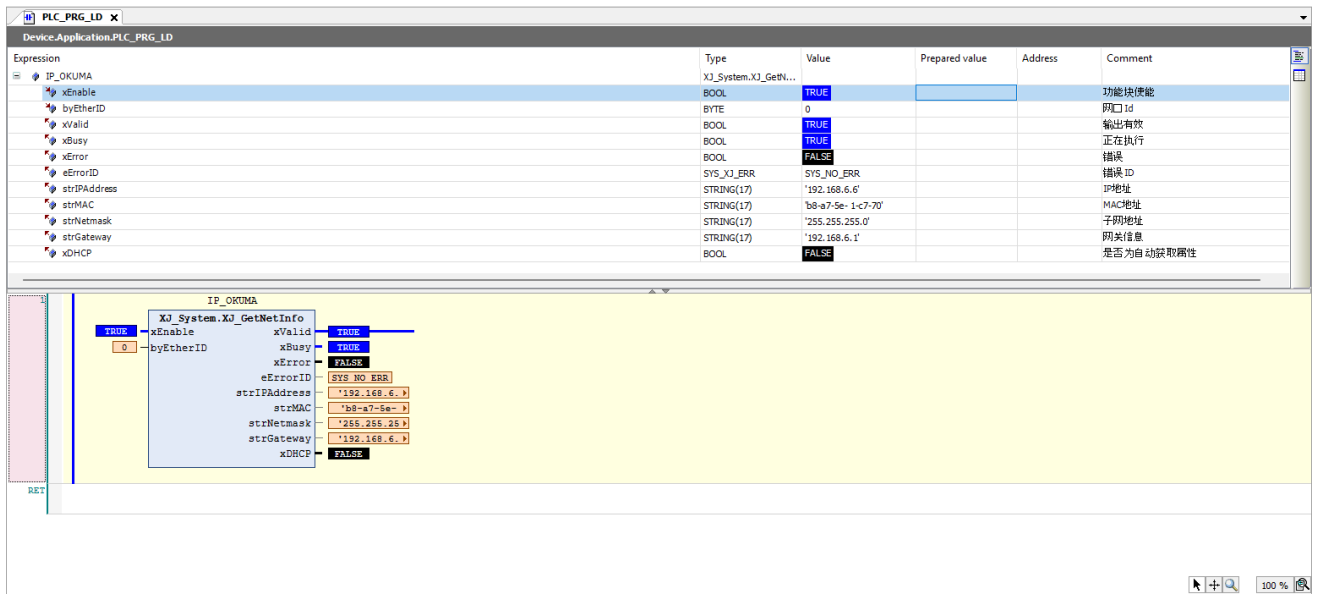 PLC_PRG_LD X
Device.Application.PLC_PRG_LD
Expression Type Value Prepared value Address Comment
IP_OKUMA XJ_System.XJ_GetN...
xEnable BOOL TRUE 功能块使能
byEtherID BYTE 0 网口Id
xValid BOOL TRUE 输出有效
xBusy BOOL TRUE 正在执行
xError BOOL FALSE 错误
eErrorID SYS_XJ_ERR SYS_NO_ERR 错误ID
strIPAddress STRING(17) '192.168.6.6' IP地址
strMAC STRING(17) 'b8-a7-5e- 1-c7-70' MAC地址
strNetmask STRING(17) '255.255.255.0' 子网地址
strGateway STRING(17) '192.168.6.1' 网关信息
xDHCP BOOL FALSE 是否为自动获取属性
1 IP_OKUMA
XJ_System.XJ_GetNetInfo
TRUE xEnable xValid TRUE
0 byEtherID xBusy TRUE
xError FALSE
eErrorID SYS_NO_ERR
strIPAddress '192.168.6.
strMAC 'b8-a7-5e-
strNetmask '255.255.25
strGateway '192.168.6.
xDHCP FALSE
RET
100 %